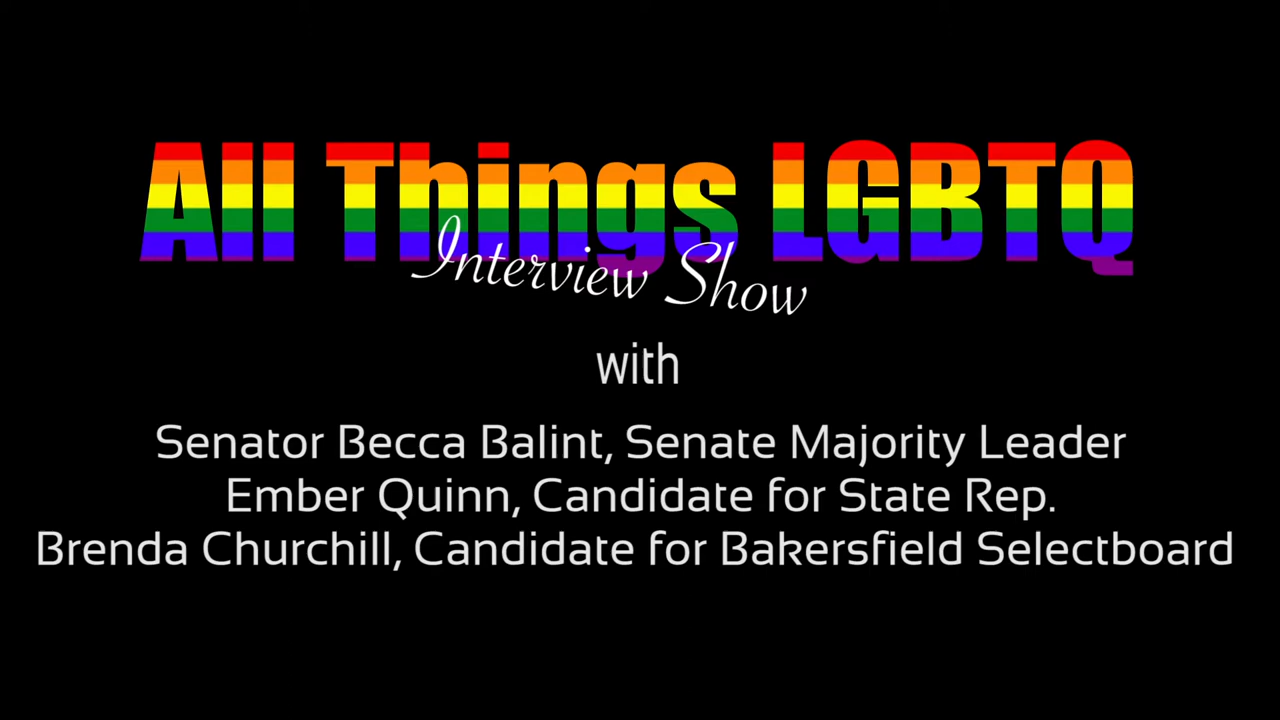 All Things LGBTQ
Interview Show
with
Senator Becca Balint, Senate Majority Leader
Ember Quinn, Candidate for State Rep.
Brenda Churchill, Candidate for Bakersfield Selectboard